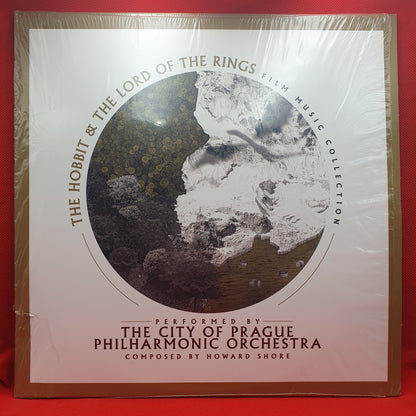 THE HOBBIT & THE LORD OF THE RINGS FILM MUSIC COLLECTION
PERFORMED BY
THE CITY OF PRAGUE
PHILHARMONIC ORCHESTRA
COMPOSED BY HOWARD SHORE